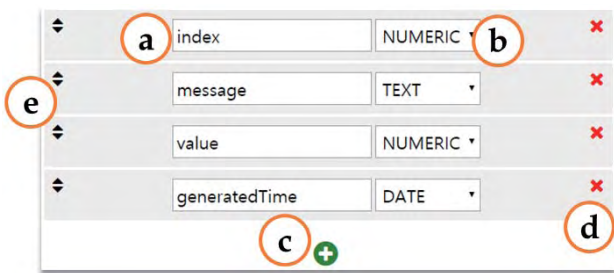 a index NUMERIC b
e message TEXT
value NUMERIC
generatedTime DATE
c d